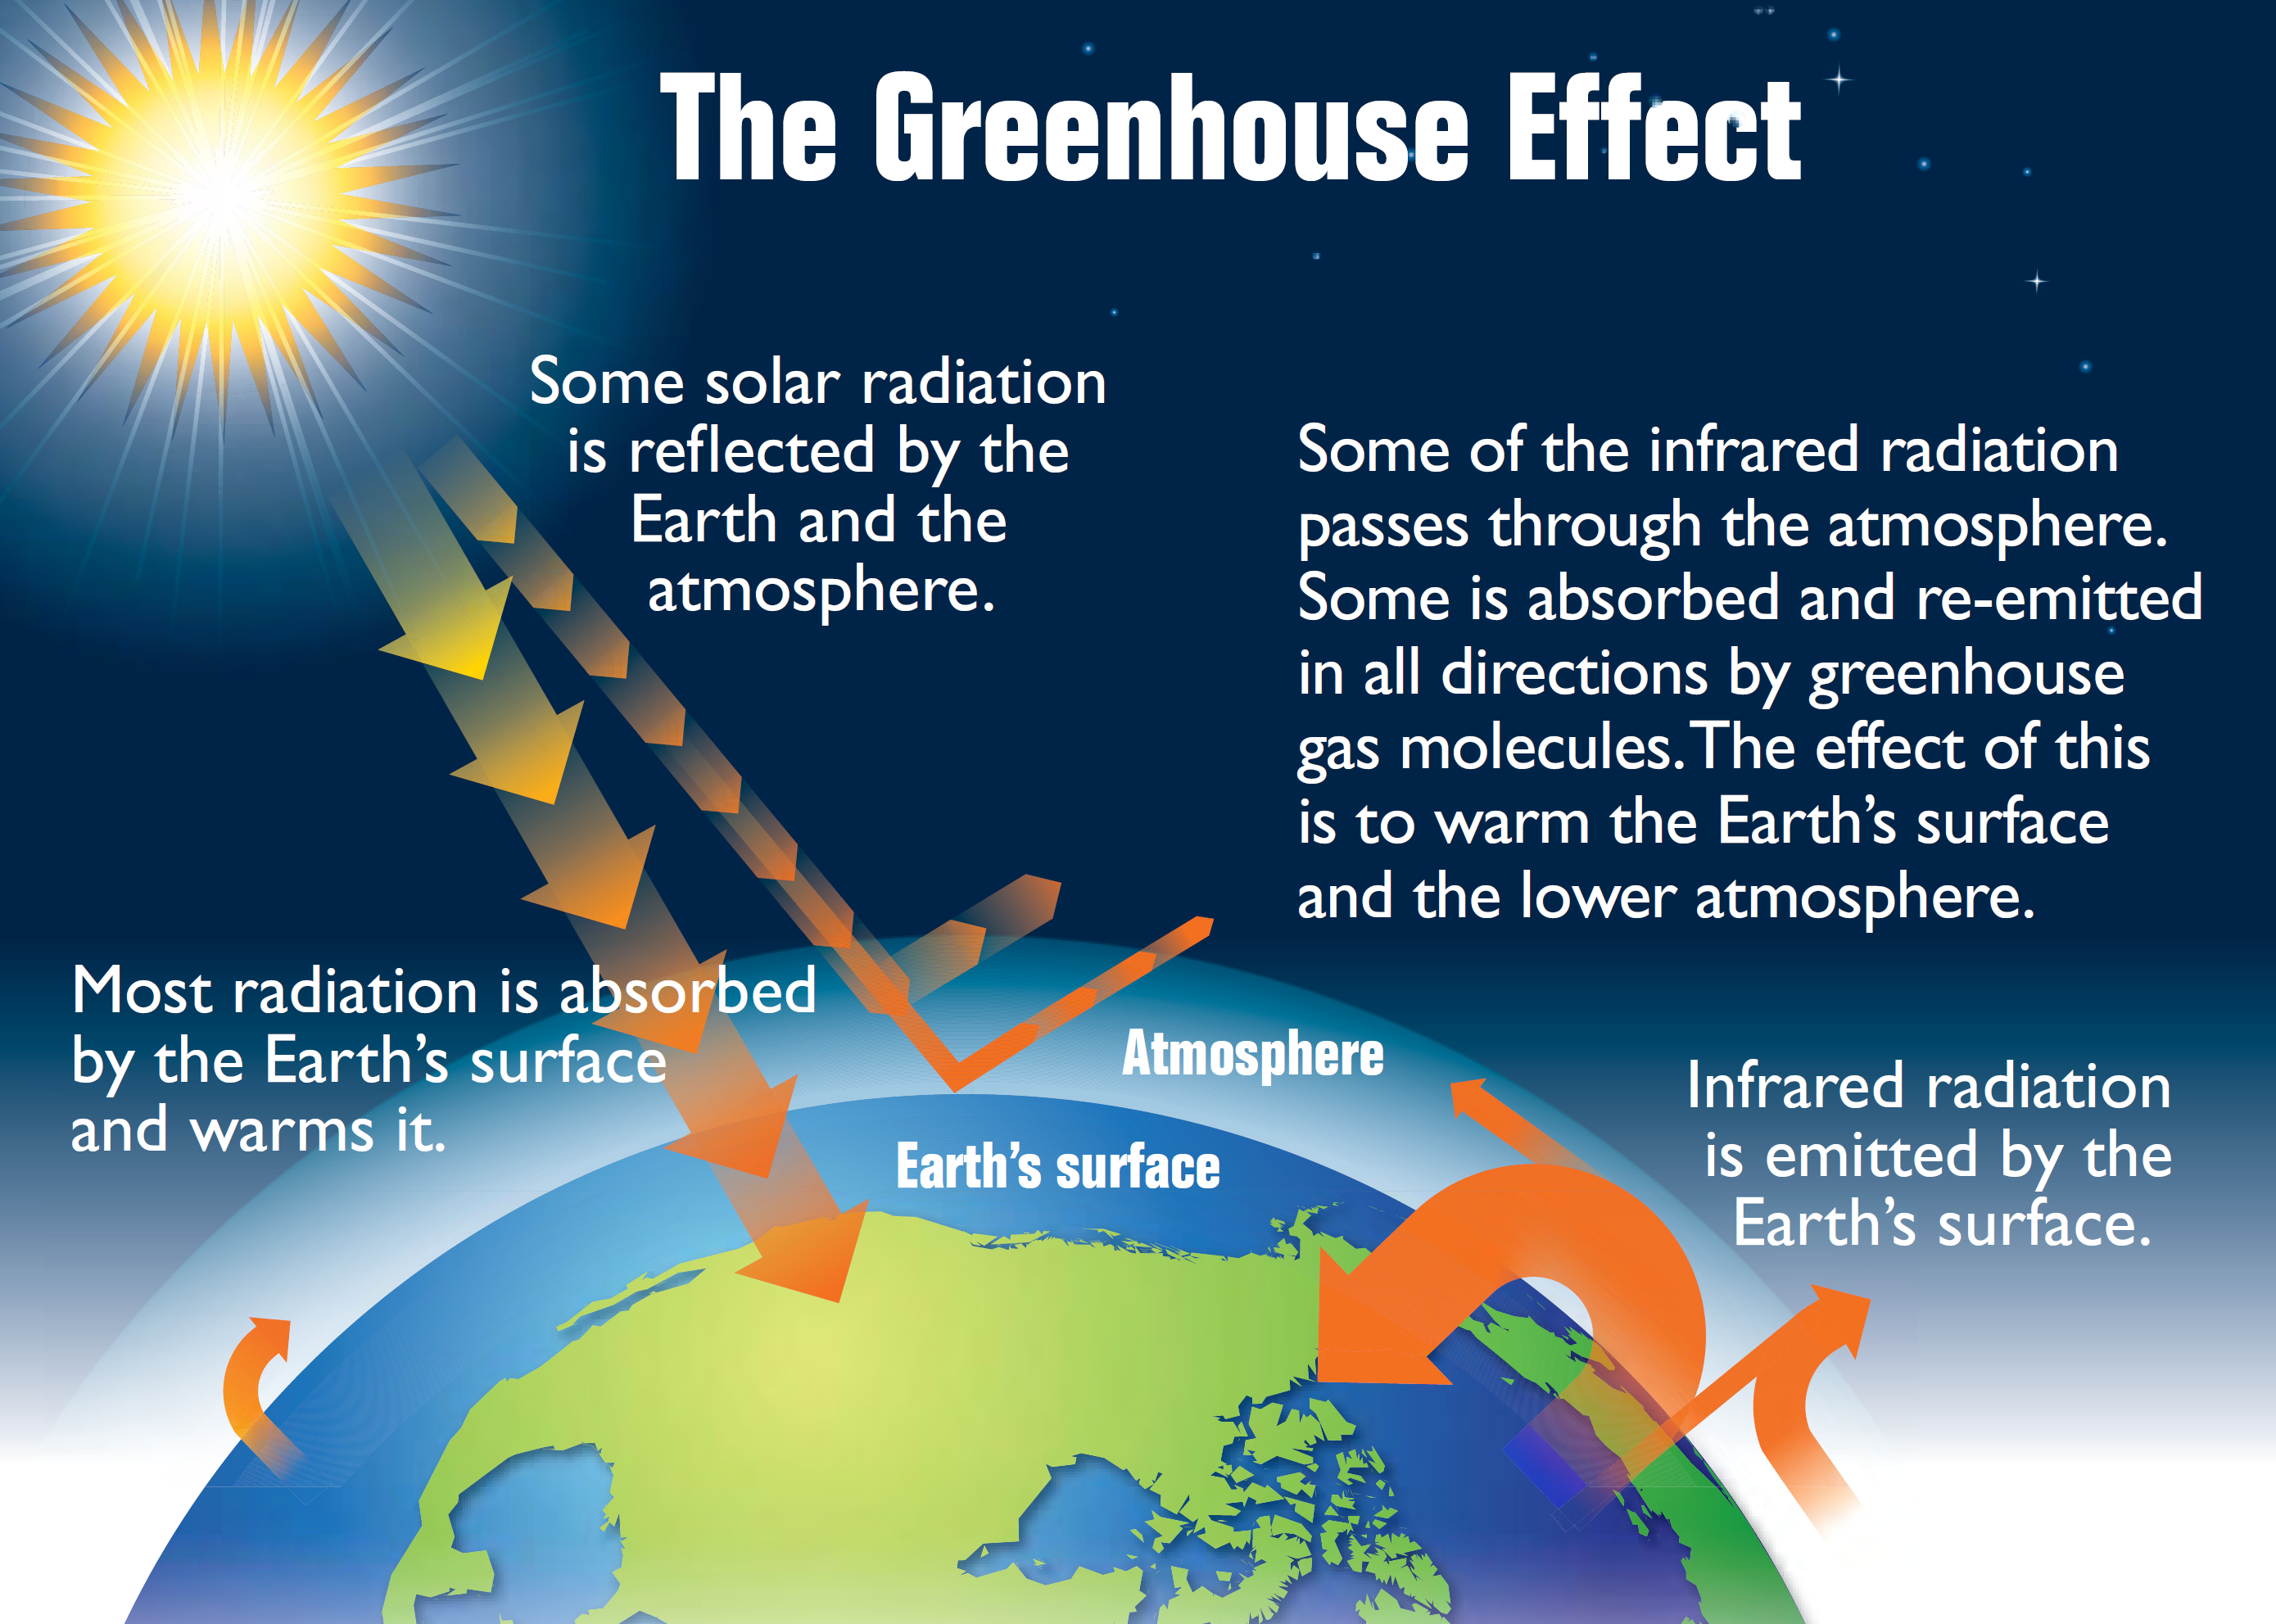 The Greenhouse Effect
Some solar radiation
is reflected by the
Earth and the
atmosphere.
Some of the infrared radiation
passes through the atmosphere.
Some is absorbed and re-emitted
in all directions by greenhouse
gas molecules. The effect of this
is to warm the Earth's surface
and the lower atmosphere.
Most radiation is absorbed
by the Earth's surface
and warms it.
Atmosphere
Earth's surface
Infrared radiation
is emitted by the
Earth's surface.